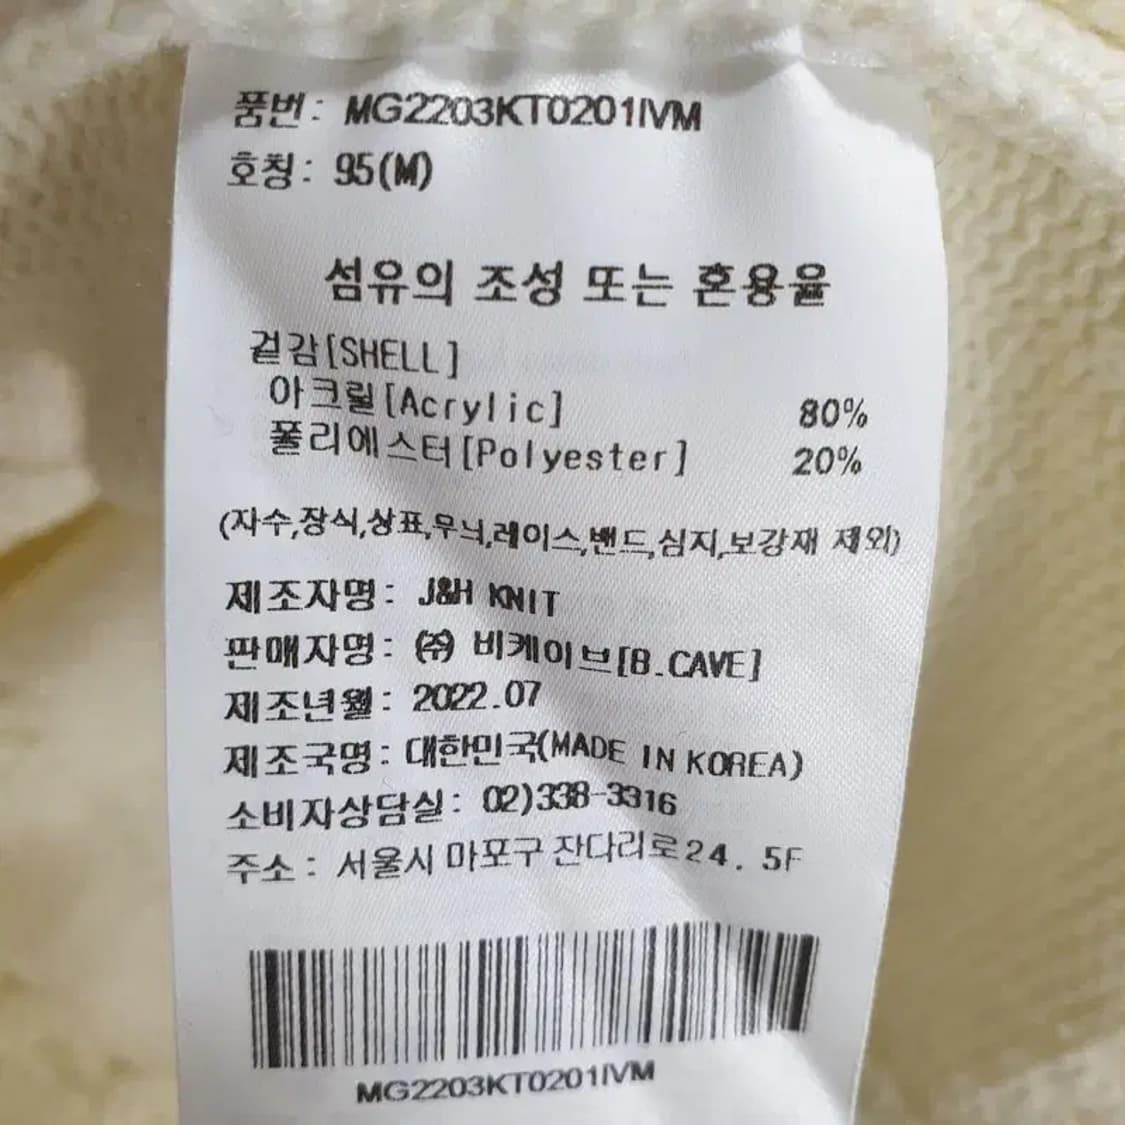 품번: MG2203KT0201IVM
호칭: 95(M)
섬유의 조성 또는 혼용율
겉감[SHELL]
아크릴[Acrylic] 80%
폴리에스터[Polyester] 20%
(자수,장식,상표,무늬,레이스,밴드,심지,보강재 제외)
제조자명: J&H KNIT
판매자명: ㈜ 비케이브[B.CAVE]
제조년월: 2022.07
제조국명: 대한민국(MADE IN KOREA)
소비자상담실: 02)338-3316
주소: 서울시 마포구 잔다리로24. 5F
MG2203KT0201IVM